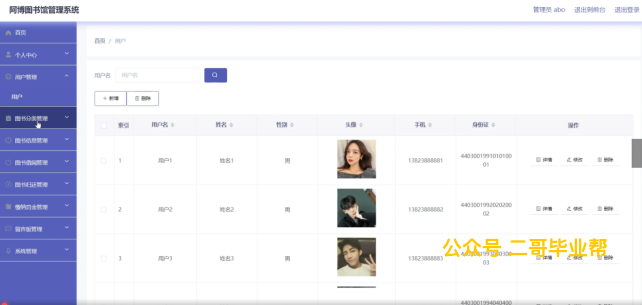 阿博图书馆管理系统
管理员 abo 退出到前台 退出登录
首页
个人中心
用户管理
用户
图书分类管理
图书信息管理
图书借阅管理
图书归还管理
缴纳罚金管理
留言板管理
系统管理
首页 / 用户
用户名 用户名
+ 新增 删除
索引 用户名 姓名 性别 头像 手机 身份证 操作
1 用户1 姓名1 男 13823888881 440300199101010001 详情 修改 删除
2 用户2 姓名2 男 13823888882 440300199202020002 详情 修改 删除
3 用户3 姓名3 男 13823888883 440300199303030003 详情 修改 删除
公众号 二哥毕业帮